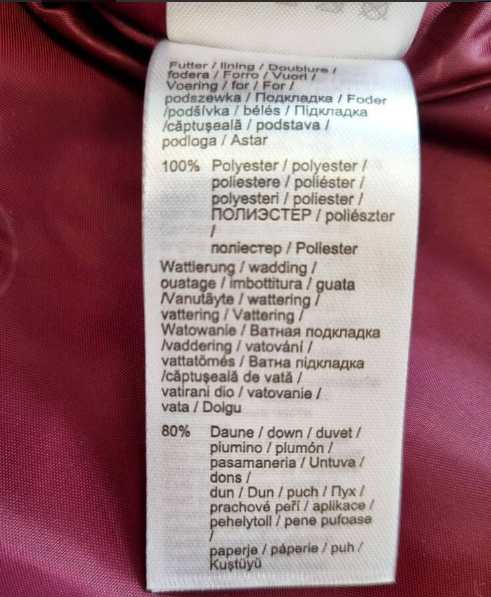 Futter / lining / Doublure /
fodera / Forro / Vuori /
Voering / for / For /
podszewka / Подкладка / Foder
/podšívka / bélés / Підкладка
/căptuşeală / podstava /
podloga / Astar
100% Polyester / polyester /
poliestere / poliéster /
polyesteri / poliester /
ПОЛИЭСТЕР / poliészter
/
поліестер / Poliester
Wattierung / wadding /
ouatage / imbottitura / guata
/Vanutäyte / wattering /
vattering / Vattering /
Watowanie / Ватная подкладка
/vaddering / vatování /
vattatömés / Ватна підкладка
/căptuşeală de vată /
vatirani dio / vatovanie /
vata / Dolgu
80% Daune / down / duvet /
piumino / plumón /
pasamaneria / Untuva /
dons /
dun / Dun / puch / Пух /
prachové peří / aplikace /
pehelytoll / pene pufoase
/
paperje / páperie / puh /
Kuştüyü